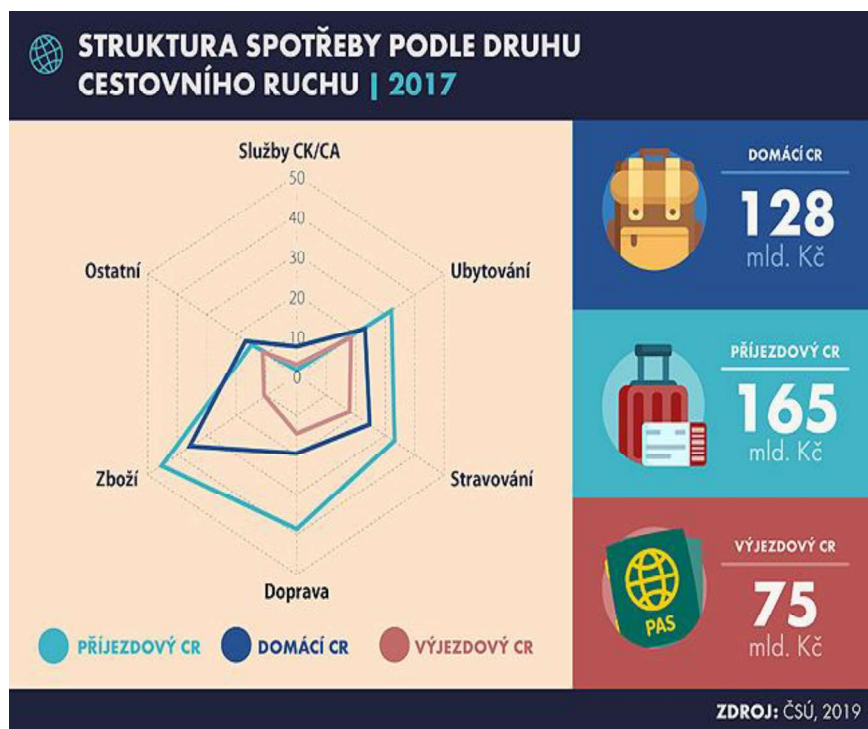 STRUKTURA SPOTŘEBY PODLE DRUHU
CESTOVNÍHO RUCHU | 2017
Služby CK/CA
50
40
30
20
10
0
Ostatní
Ubytování
Zboží
Stravování
Doprava
PŘÍJEZDOVÝ CR
DOMÁCÍ CR
VÝJEZDOVÝ CR
DOMÁCÍ CR
128
mld. Kč
PŘÍJEZDOVÝ CR
165
mld. Kč
PAS
VÝJEZDOVÝ CR
75
mld. Kč
ZDROJ: ČSÚ, 2019